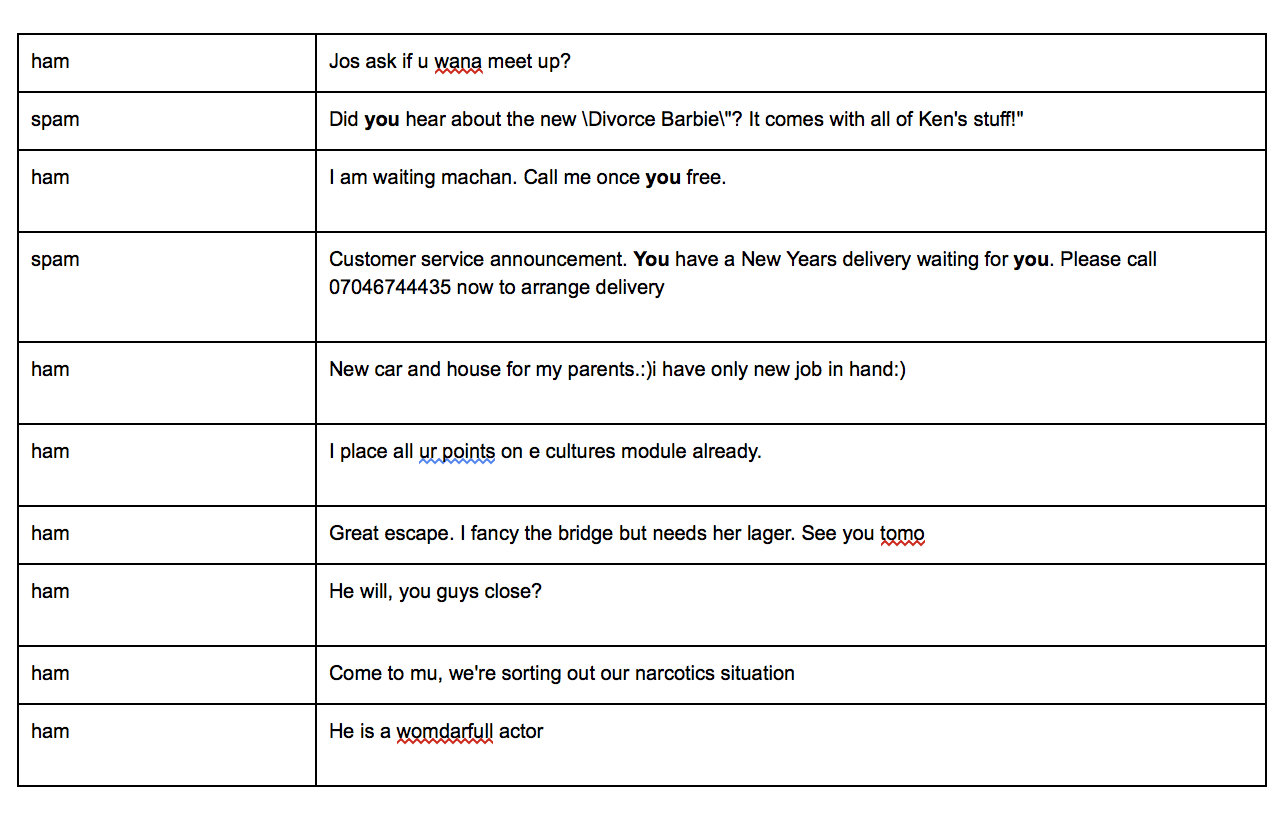 ham
Jos ask if u wana meet up?
spam
Did you hear about the new \Divorce Barbie\"? It comes with all of Ken's stuff!"
ham
I am waiting machan. Call me once you free.
spam
Customer service announcement. You have a New Years delivery waiting for you. Please call
07046744435 now to arrange delivery
ham
New car and house for my parents.:)i have only new job in hand:)
ham
I place all ur points on e cultures module already.
ham
Great escape. I fancy the bridge but needs her lager. See you tomo
ham
He will, you guys close?
ham
Come to mu, we're sorting out our narcotics situation
ham
He is a womdarfull actor